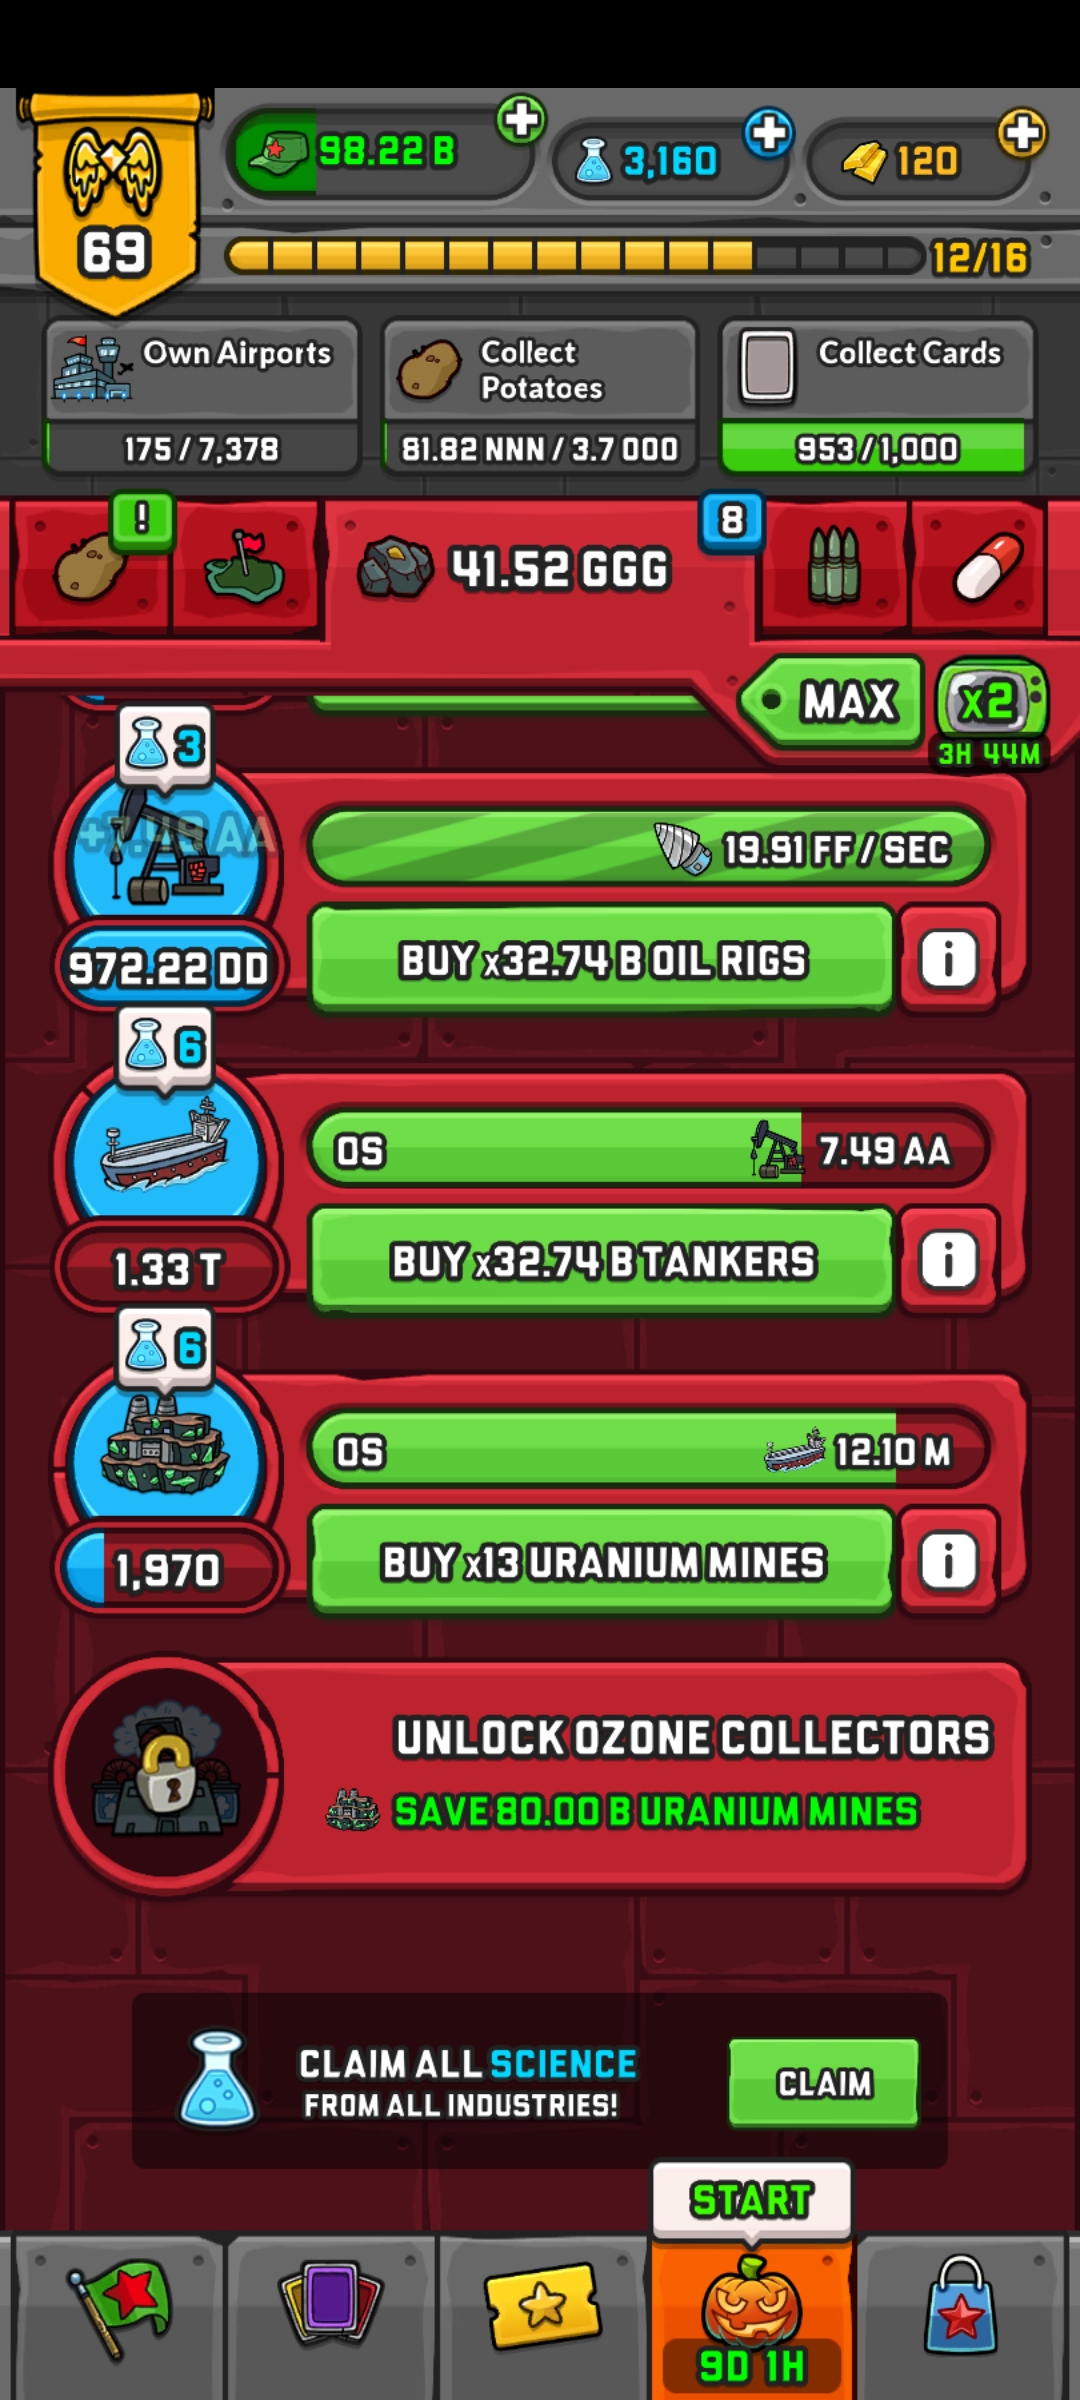 98.22 B
3,160
120
69
12/16
Own Airports
175 / 7,378
Collect
Potatoes
81.82 NNN / 3.7 OOO
Collect Cards
953 / 1,000
!
41.52 GGG
8
MAX
x2
3H 44M
3
+7.49 AA
19.91 FF / SEC
972.22 DD
BUY x32.74 B OIL RIGS
i
6
0S
7.49 AA
1.33 T
BUY x32.74 B TANKERS
i
6
0S
12.10 M
1,970
BUY x13 URANIUM MINES
i
UNLOCK OZONE COLLECTORS
SAVE 80.00 B URANIUM MINES
CLAIM ALL SCIENCE
FROM ALL INDUSTRIES!
CLAIM
START
9D 1H